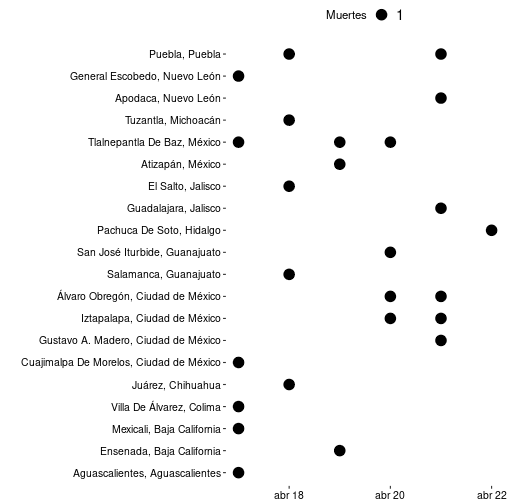 Muertes 1
Puebla, Puebla
General Escobedo, Nuevo León
Apodaca, Nuevo León
Tuzantla, Michoacán
Tlalnepantla De Baz, México
Atizapán, México
El Salto, Jalisco
Guadalajara, Jalisco
Pachuca De Soto, Hidalgo
San José Iturbide, Guanajuato
Salamanca, Guanajuato
Álvaro Obregón, Ciudad de México
Iztapalapa, Ciudad de México
Gustavo A. Madero, Ciudad de México
Cuajimalpa De Morelos, Ciudad de México
Juárez, Chihuahua
Villa De Álvarez, Colima
Mexicali, Baja California
Ensenada, Baja California
Aguascalientes, Aguascalientes
abr 18 abr 20 abr 22